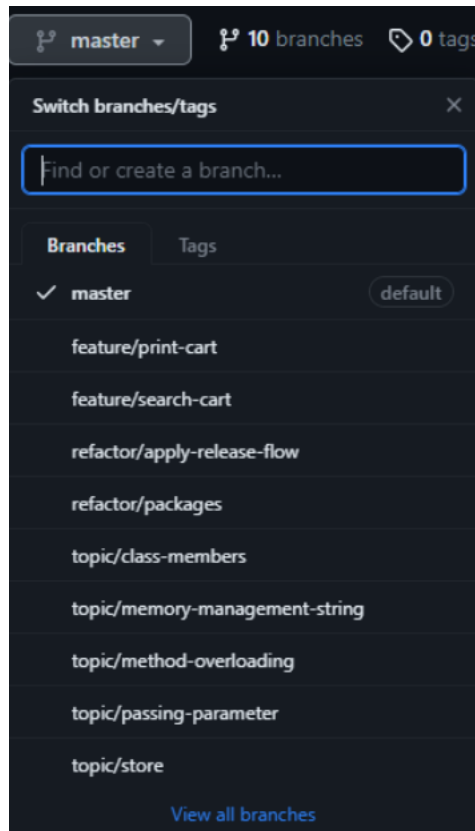 master 10 branches 0 tags
Switch branches/tags
Find or create a branch...
Branches Tags
master default
feature/print-cart
feature/search-cart
refactor/apply-release-flow
refactor/packages
topic/class-members
topic/memory-management-string
topic/method-overloading
topic/passing-parameter
topic/store
View all branches